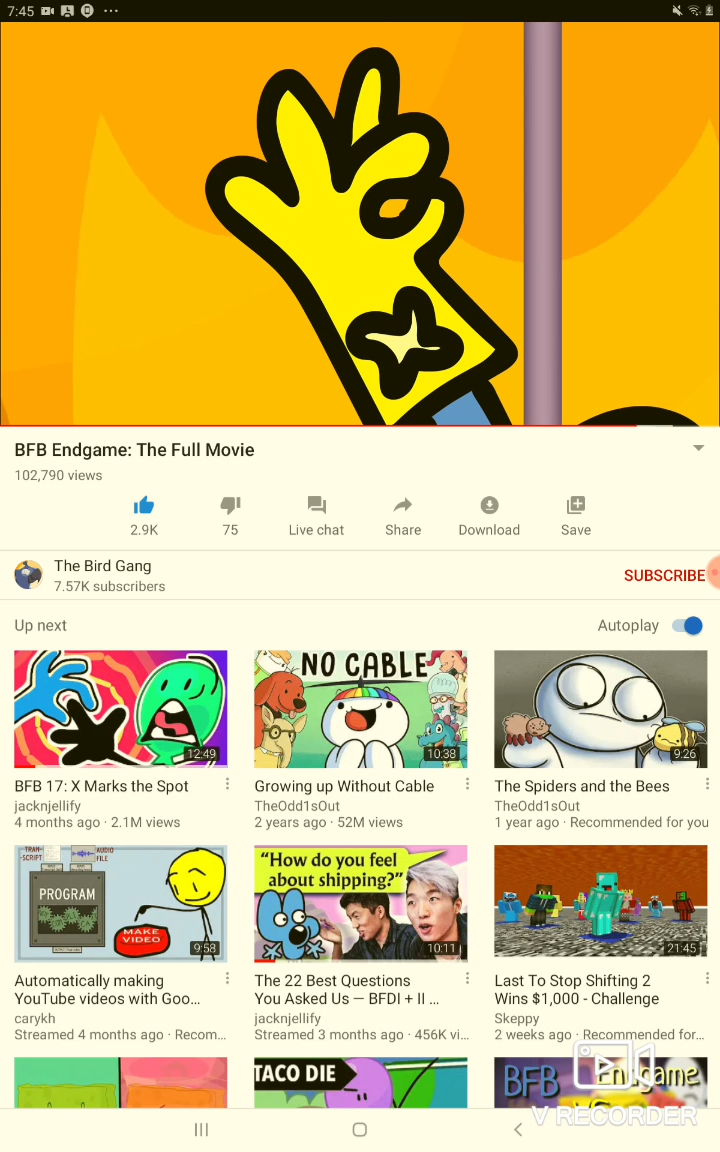 7:45
BFB Endgame: The Full Movie
102,790 views
2.9K
75
Live chat
Share
Download
Save
The Bird Gang
7.57K subscribers
SUBSCRIBE
Up next
Autoplay
12:49
NO CABLE
10:38
9:26
BFB 17: X Marks the Spot
jacknjellify
4 months ago · 2.1M views
Growing up Without Cable
TheOdd1sOut
2 years ago · 52M views
The Spiders and the Bees
TheOdd1sOut
1 year ago · Recommended for you
TRAN-
SCRIPT
AUDIO
FILE
PROGRAM
MAKE
VIDEO
9:58
“How do you feel
about shipping?”
10:11
21:45
Automatically making
YouTube videos with Goo...
carykh
Streamed 4 months ago · Recom...
The 22 Best Questions
You Asked Us — BFDI + II ...
jacknjellify
Streamed 3 months ago · 456K vi...
Last To Stop Shifting 2
Wins $1,000 - Challenge
Skeppy
2 weeks ago · Recommended for...
TACO DIE
BFB Endgame
V RECORDER